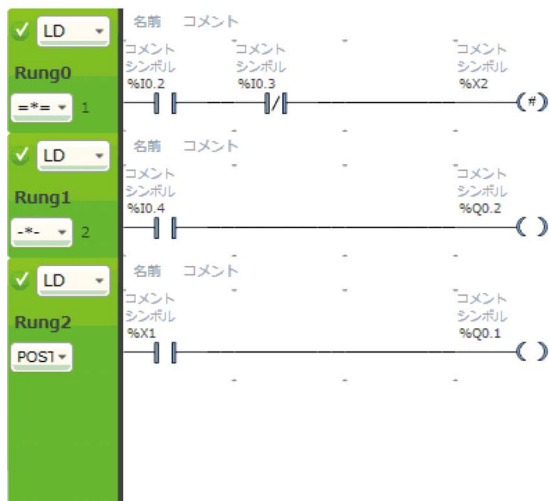 LD
名前 コメント
コメント コメント コメント
シンボル シンボル シンボル
Rung0
%I0.2 %I0.3 %X2
=*= 1
(#)
LD
名前 コメント
コメント コメント
シンボル シンボル
Rung1
%I0.4 %Q0.2
-*- 2
LD
名前 コメント
コメント コメント
シンボル シンボル
Rung2
%X1 %Q0.1
POST